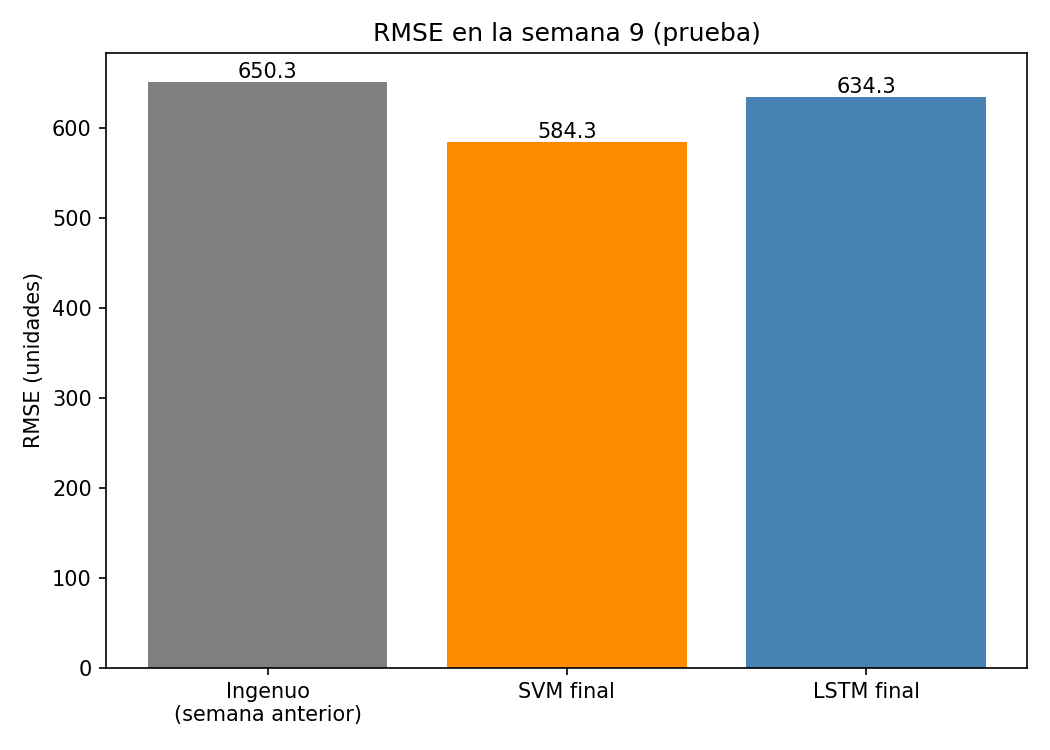 RMSE en la semana 9 (prueba)
RMSE (unidades)
600
500
400
300
200
100
0
650.3
584.3
634.3
Ingenuo
(semana anterior)
SVM final
LSTM final